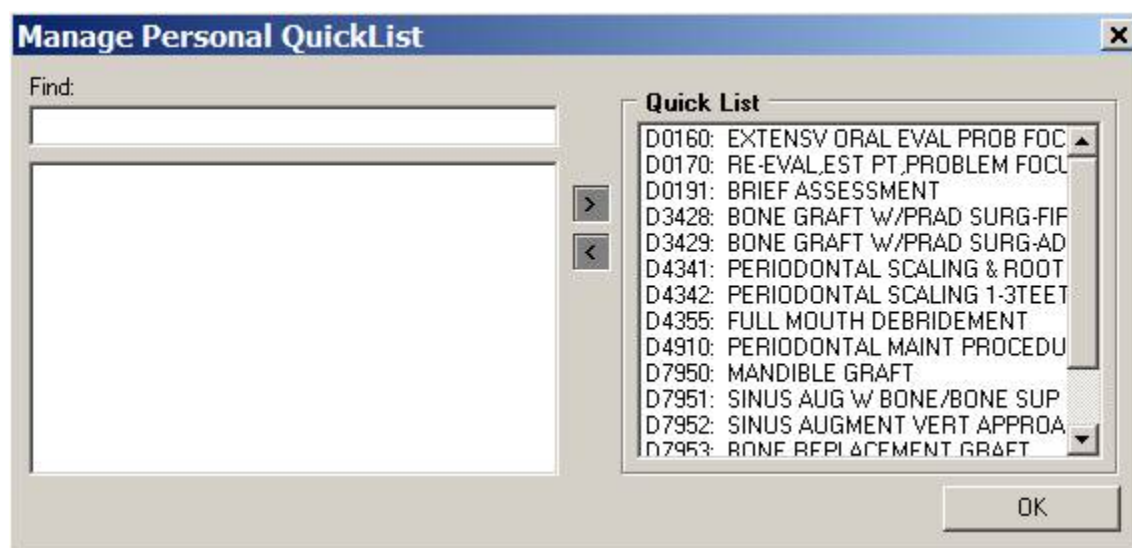 Manage Personal QuickList
Find:
Quick List
D0160: EXTENSV ORAL EVAL PROB FOC
D0170: RE-EVAL,EST PT,PROBLEM FOCU
D0191: BRIEF ASSESSMENT
D3428: BONE GRAFT W/PRAD SURG-FIF
D3429: BONE GRAFT W/PRAD SURG-AD
D4341: PERIODONTAL SCALING & ROOT
D4342: PERIODONTAL SCALING 1-3TEET
D4355: FULL MOUTH DEBRIDEMENT
D4910: PERIODONTAL MAINT PROCEDU
D7950: MANDIBLE GRAFT
D7951: SINUS AUG W BONE/BONE SUP
D7952: SINUS AUGMENT VERT APPROA
D7953: BONE REPLACEMENT GRAFT
>
<
OK